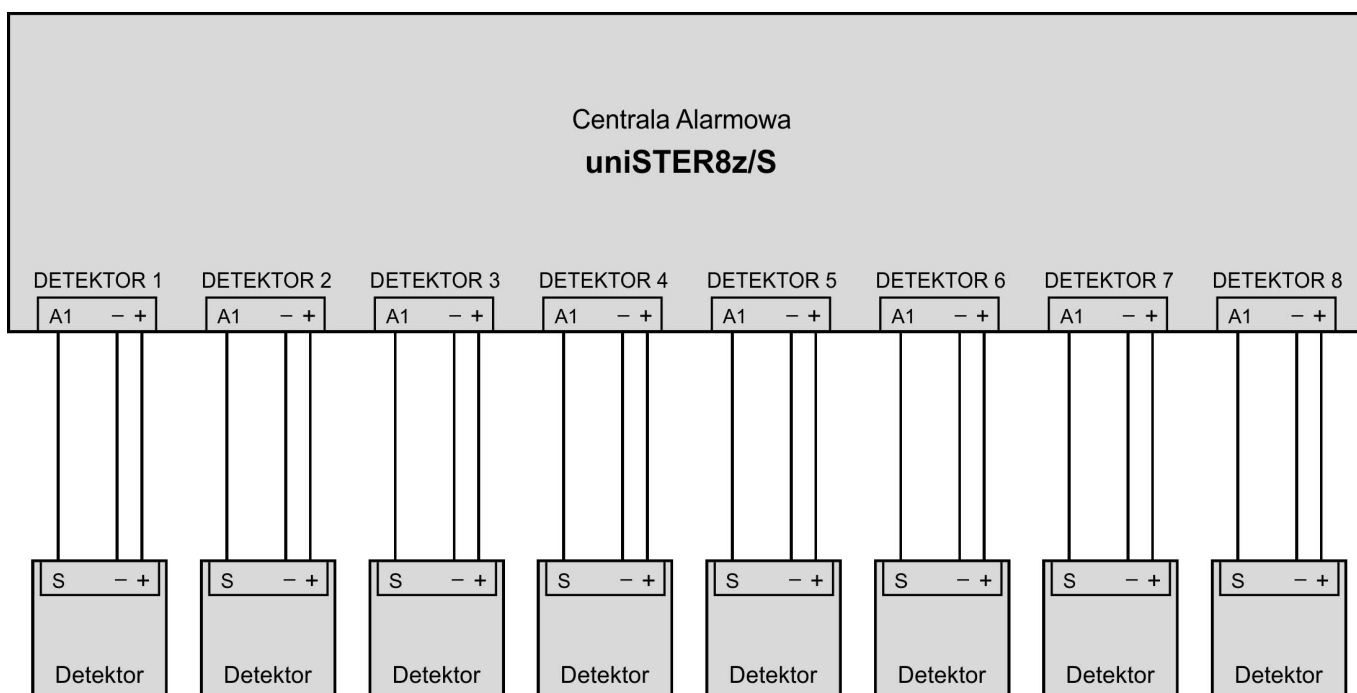 Centrala Alarmowa
uniSTER8z/S
DETEKTOR 1 DETEKTOR 2 DETEKTOR 3 DETEKTOR 4 DETEKTOR 5 DETEKTOR 6 DETEKTOR 7 DETEKTOR 8
A1 – + A1 – + A1 – + A1 – + A1 – + A1 – + A1 – + A1 – +
S – + S – + S – + S – + S – + S – + S – + S – +
Detektor Detektor Detektor Detektor Detektor Detektor Detektor Detektor